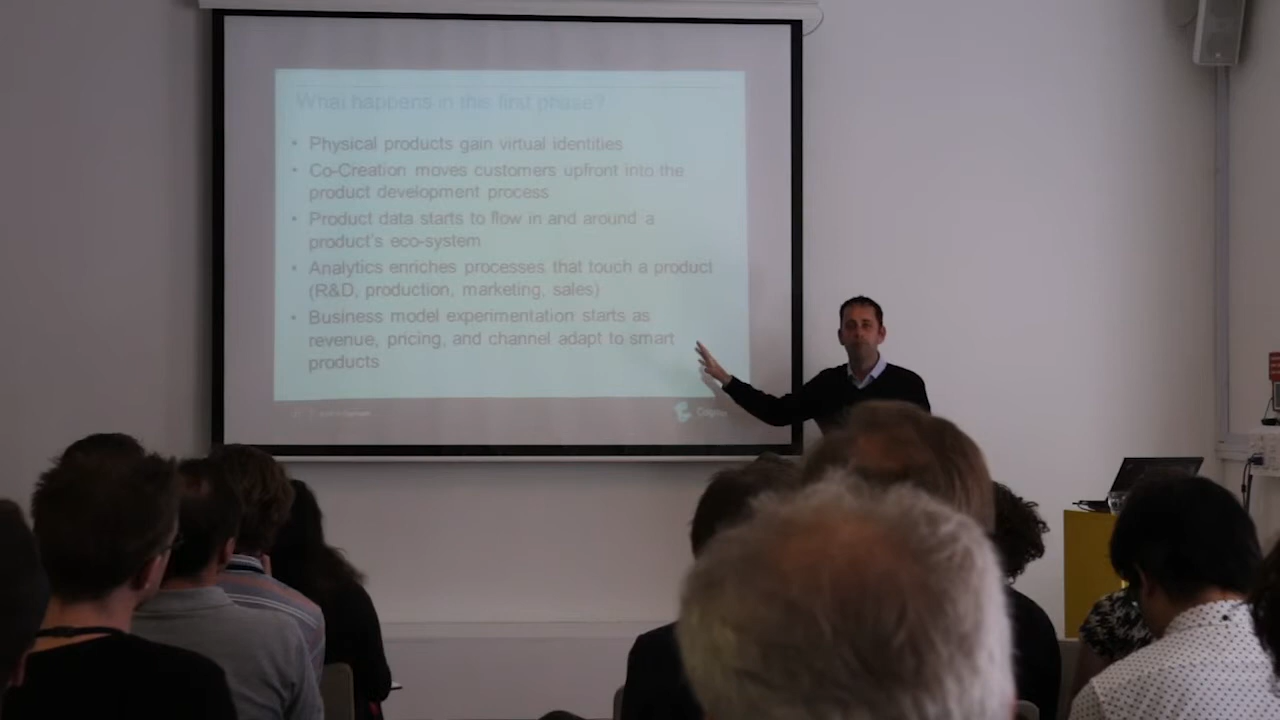 What happens in this first phase?
• Physical products gain virtual identities
• Co-Creation moves customers upfront into the
product development process
• Product data starts to flow in and around a
product's eco-system
• Analytics enriches processes that touch a product
(R&D, production, marketing, sales)
• Business model experimentation starts as
revenue, pricing, and channel adapt to smart
products